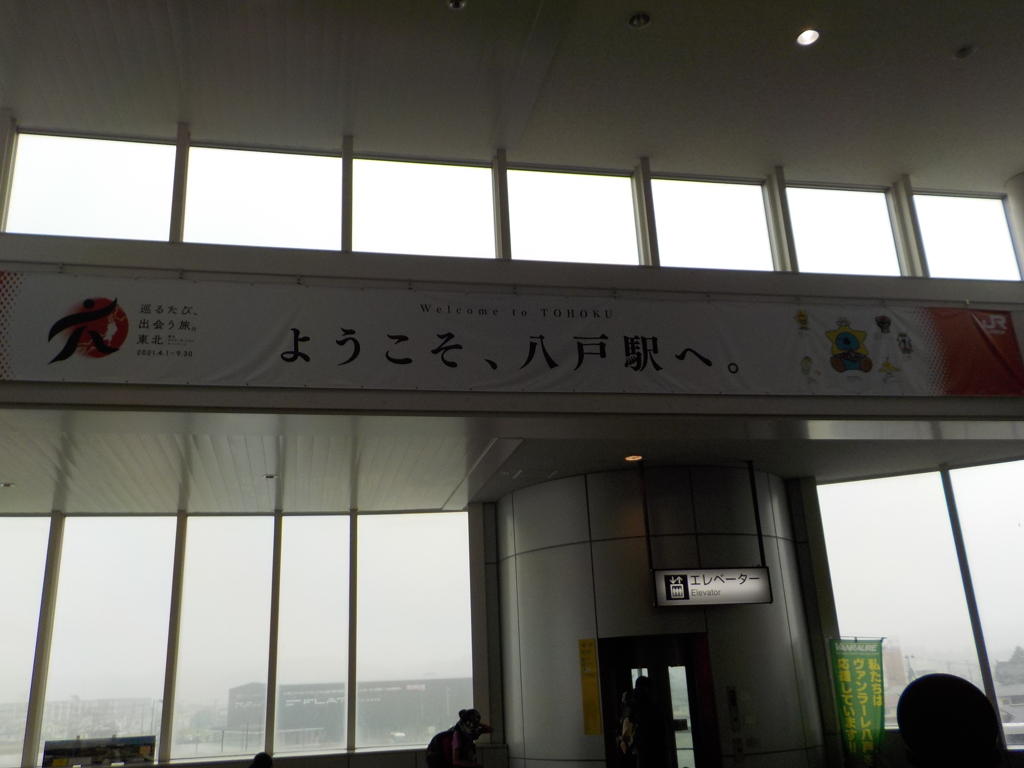 Welcome to TOHOKU
巡るたび、
出会う旅。
東北
2021.4.1-9.30
ようこそ、八戸駅へ。
JR
エレベーター
Elevator
VANRAURE
私たちは
ヴァンラーレ八戸
応援しています!!
FLAT